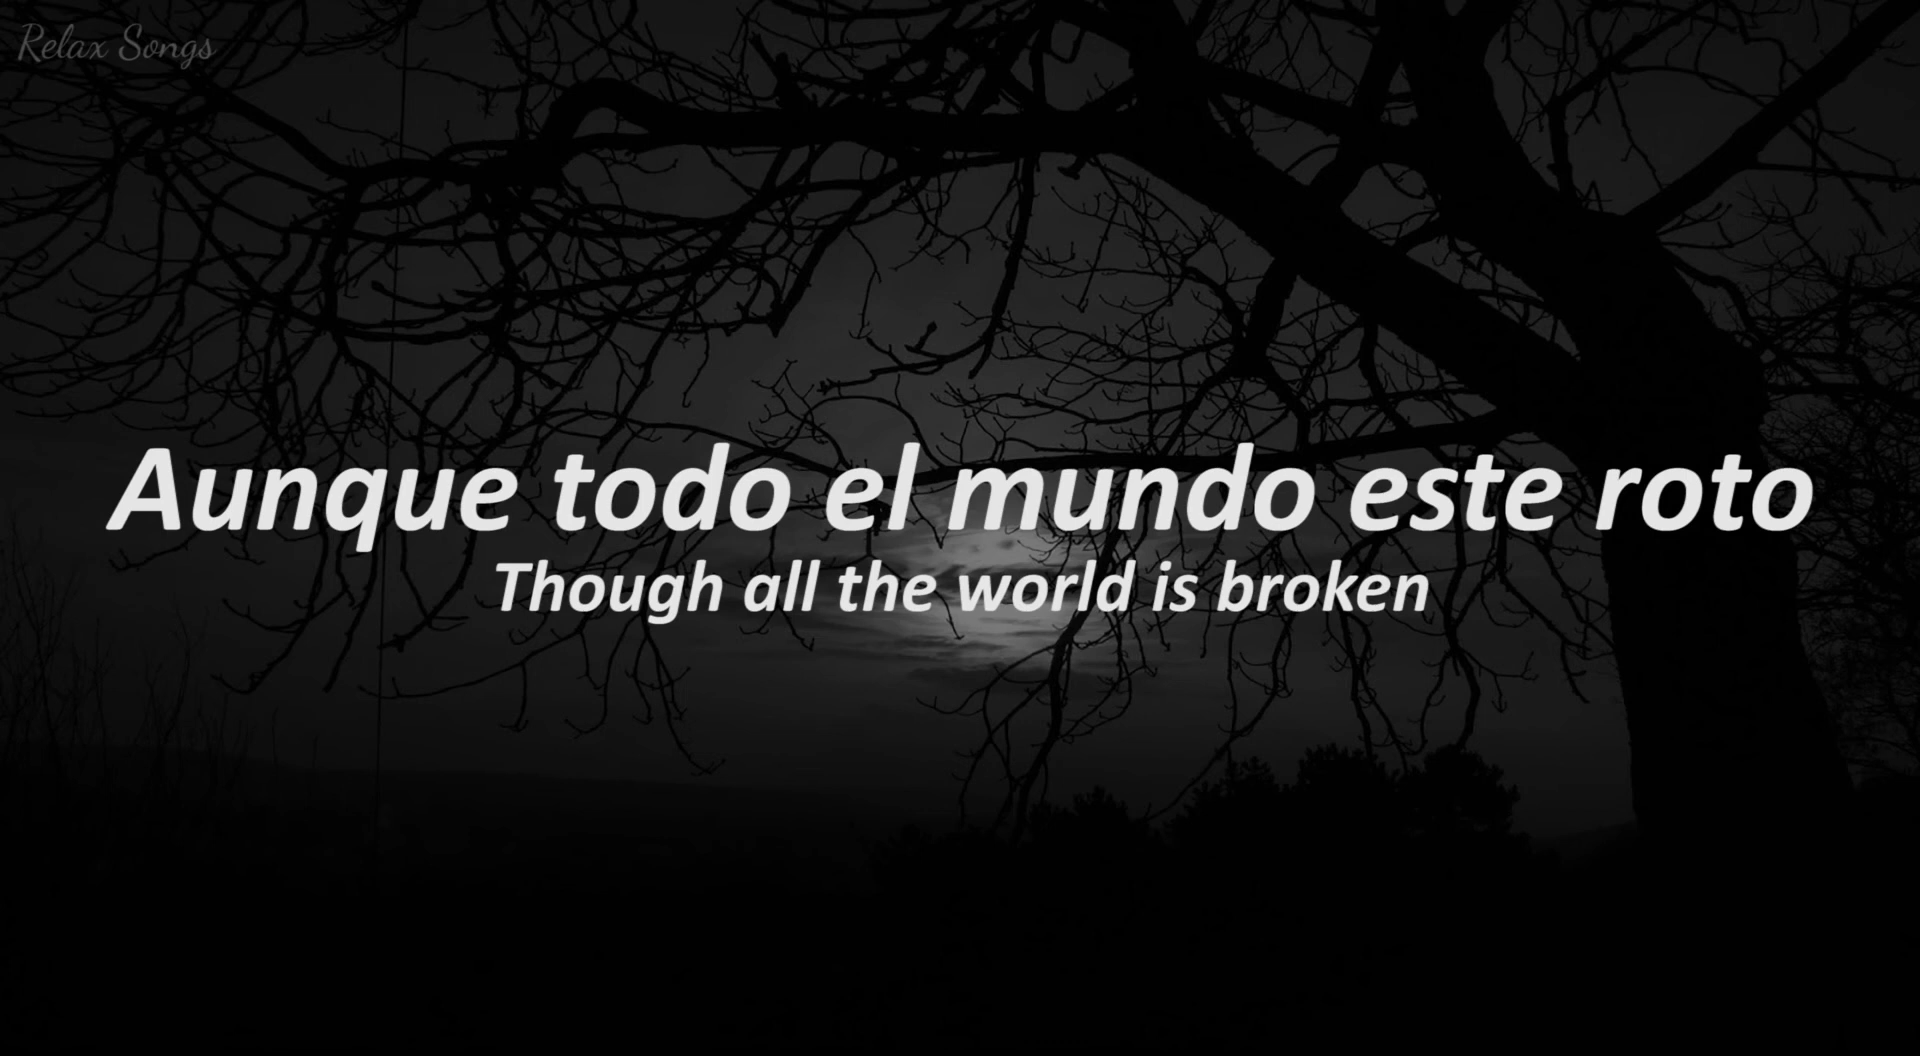 Relax Songs
Aunque todo el mundo este roto
Though all the world is broken